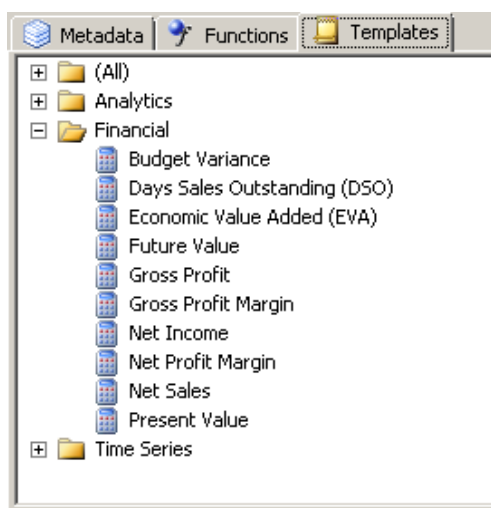 Metadata Functions Templates
(All)
Analytics
Financial
Budget Variance
Days Sales Outstanding (DSO)
Economic Value Added (EVA)
Future Value
Gross Profit
Gross Profit Margin
Net Income
Net Profit Margin
Net Sales
Present Value
Time Series